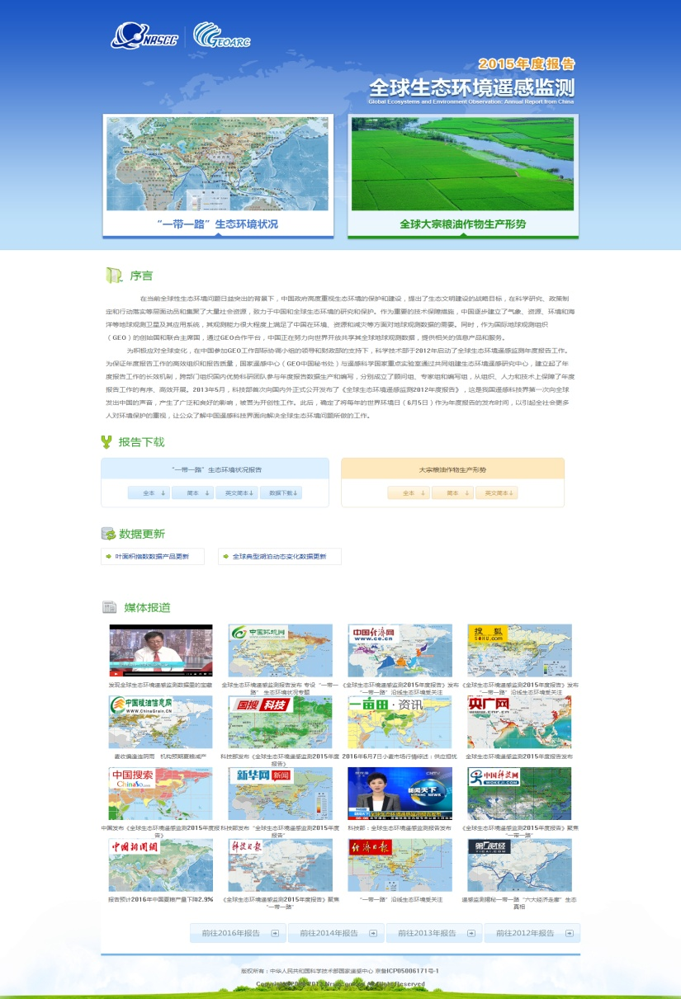 NRSCC GEOARC
2015年度报告
全球生态环境遥感监测
Global Ecosystems and Environment Observation: Annual Report from China
“一带一路”生态环境状况
全球大宗粮油作物生产形势
序言
在当前全球性生态环境问题日益突出的背景下，中国政府高度重视生态环境的保护和建设，提出了生态文明建设的战略目标，在科学研究、政策制
定和行动落实等层面动员和集聚了大量社会资源，致力于中国和全球生态环境的研究和保护。作为重要的技术保障措施，中国逐步建立了气象、资源、环境和海
洋等地球观测卫星及其应用系统，其观测能力很大程度上满足了中国在环境、资源和减灾等方面对地球观测数据的需要。同时，作为国际地球观测组织
（GEO）的创始国和联合主席国，通过GEO合作平台，中国正在努力向世界开放共享其全球地球观测数据，提供相关的信息产品和服务。
为积极应对全球变化，在中国参加GEO工作部际协调小组的领导和财政部的支持下，科学技术部于2012年启动了全球生态环境遥感监测年度报告工作。
为保证年度报告工作的高效组织和报告质量，国家遥感中心（GEO中国秘书处）与遥感科学国家重点实验室通过共同组建生态环境遥感研究中心，建立起了年
度报告工作的长效机制，跨部门组织国内优势科研团队参与年度报告数据生产和编写，分别成立了顾问组、专家组和编写组，从组织、人力和技术上保障了年度
报告工作的有序、高效开展。2013年5月，科技部首次向国内外正式公开发布了《全球生态环境遥感监测2012年度报告》，这是我国遥感科技界第一次向全球
发出中国的声音，产生了广泛和良好的影响，被誉为开创性工作。此后，确定了将每年的世界环境日（6月5日）作为年度报告的发布时间，以引起全社会更多
人对环境保护的重视，让公众了解中国遥感科技界面向解决全球生态环境问题所做的工作。
报告下载
“一带一路”生态环境状况报告
大宗粮油作物生产形势
全本 简本 英文简本 数据下载
全本 简本 英文简本
数据更新
叶面积指数数据产品更新
全球典型湖泊动态变化数据更新
媒体报道
中国环境网
中国经济网
www.ce.cn
搜狐
SOHU.com
发现全球生态环境遥感监测数据里的宝藏
全球生态环境遥感监测报告发布 专设“一带一
路”生态环境状况专题
《全球生态环境遥感监测2015年度报告》发布
“一带一路”沿线生态环境受关注
《全球生态环境遥感监测2015年度报告》发布
“一带一路”沿线生态环境受关注
中国粮油信息网
www.ChinaGrain.Cn
国搜 科技
一亩田·资讯
央广网
www.cnr.cn
麦收偏逢连阴雨 机构预期夏粮减产
科技部发布《全球生态环境遥感监测2015年度
报告》
2016年6月7日小麦市场行情综述：供应担忧
全球生态环境遥感监测2015年度报告发布
中国搜索
ChinaSo.com
新华网 新闻
新闻天下
中国科技网
WOKEJI.COM
中国发布《全球生态环境遥感监测2015年度报
告》
科技部发布“全球生态环境遥感监测2015年度
报告”
科技部：全球生态环境遥感监测报告发布
《全球生态环境遥感监测2015年度报告》聚焦
“一带一路”
中国新闻网
科技日报
经济日报
第一财经
YICAI.COM
报告预计2016年中国夏粮产量下降2.9%
《全球生态环境遥感2015年度报告》聚焦
“一带一路”
“一带一路”沿线生态环境受关注
遥感监测揭秘一带一路“六大经济走廊”生态
真相
前往2016年报告
前往2014年报告
前往2013年报告
前往2012年报告
版权所有：中华人民共和国科学技术部国家遥感中心 京备ICP05006171号-1